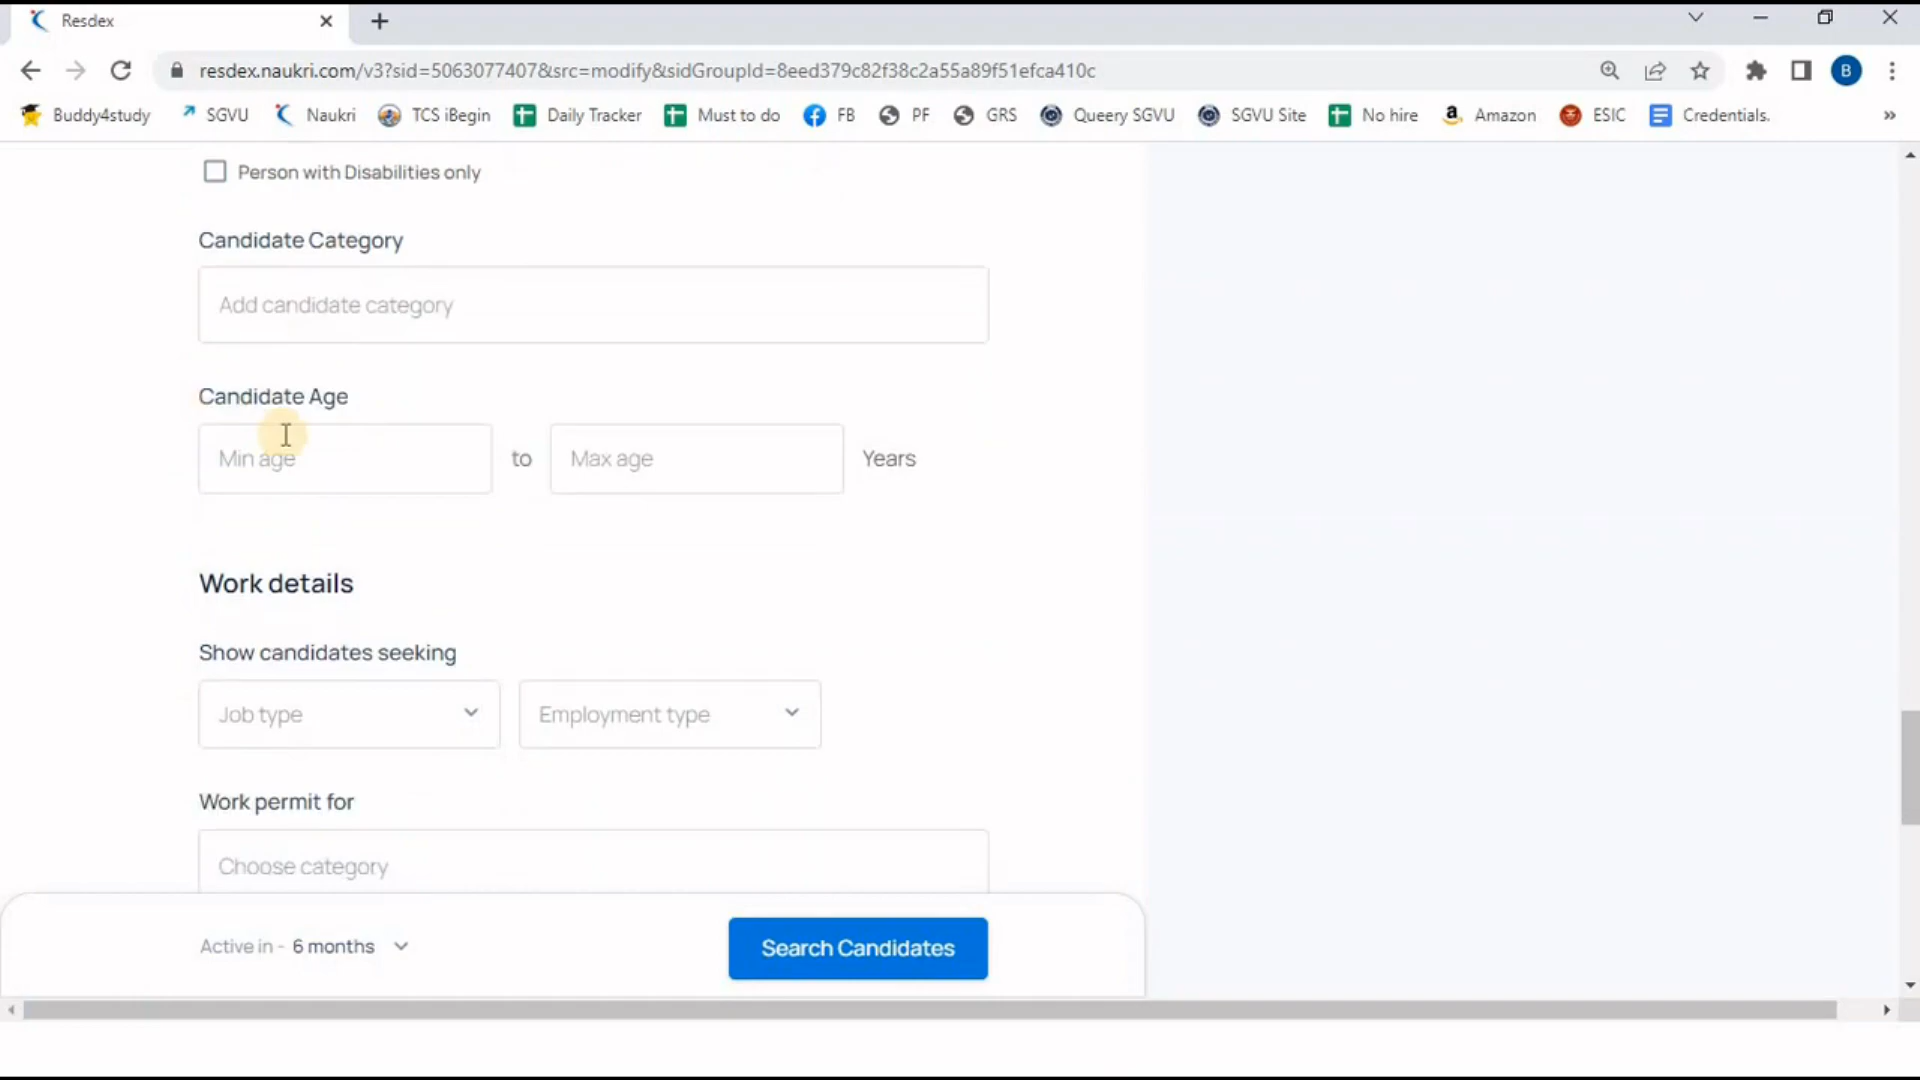 Resdex
resdex.naukri.com/v3?sid=5063077407&src=modify&sidGroupId=8eed379c82f38c2a55a89f51efca410c
B
Buddy4study SGVU Naukri TCS iBegin Daily Tracker Must to do FB PF GRS Queery SGVU SGVU Site No hire Amazon ESIC Credentials. »
Person with Disabilities only
Candidate Category
Add candidate category
Candidate Age
Min age to Max age Years
Work details
Show candidates seeking
Job type Employment type
Work permit for
Choose category
Active in - 6 months Search Candidates